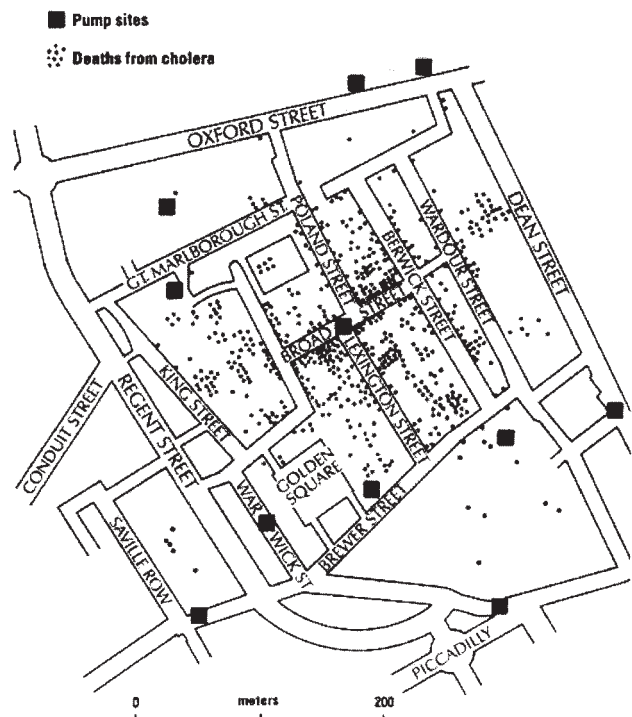 Pump sites
Deaths from cholera
OXFORD STREET
GT. MARLBOROUGH ST.
POLAND STREET
BERWICK STREET
WARDOUR STREET
DEAN STREET
BROAD STREET
LEXINGTON STREET
KING STREET
REGENT STREET
CONDUIT STREET
GOLDEN
SQUARE
WARWICK ST
BREWER STREET
SAVILLE ROW
PICCADILLY
0 meters 200